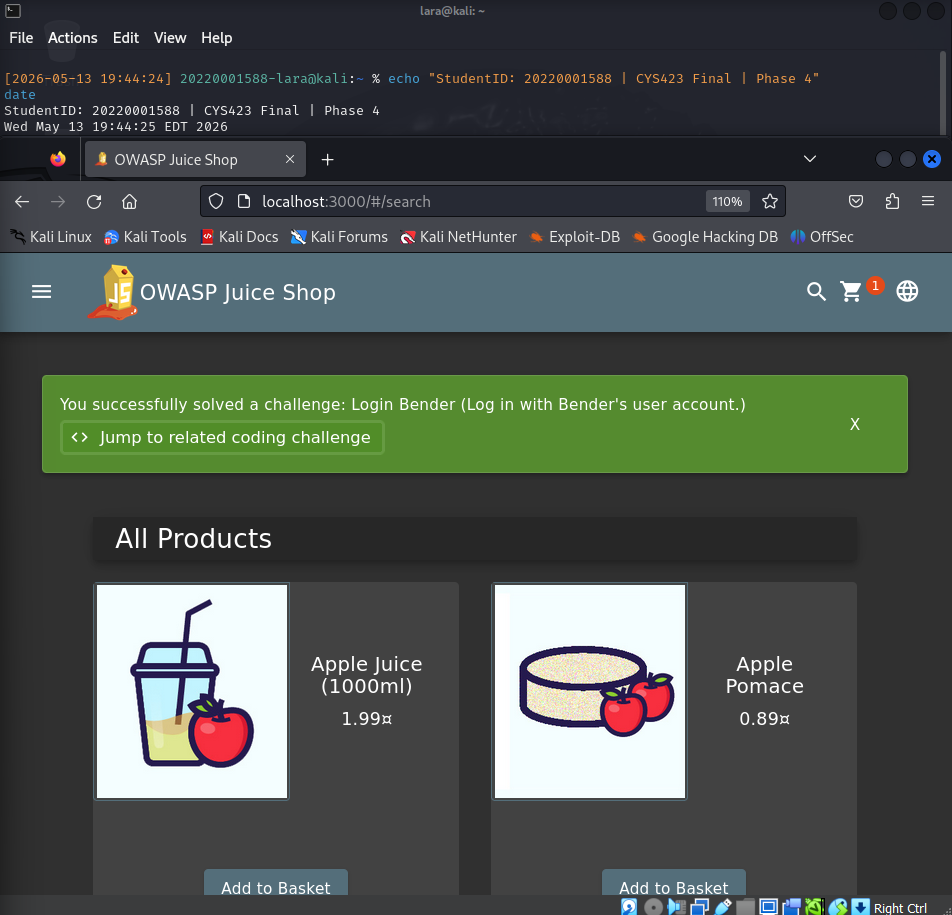 lara@kali: ~
File Actions Edit View Help
[2026-05-13 19:44:24] 20220001588-lara@kali:~ % echo "StudentID: 20220001588 | CYS423 Final | Phase 4"
date
StudentID: 20220001588 | CYS423 Final | Phase 4
Wed May 13 19:44:25 EDT 2026
OWASP Juice Shop
localhost:3000/#/search 110%
Kali Linux Kali Tools Kali Docs Kali Forums Kali NetHunter Exploit-DB Google Hacking DB OffSec
JS OWASP Juice Shop 1
You successfully solved a challenge: Login Bender (Log in with Bender's user account.)
X
<> Jump to related coding challenge
All Products
Apple Juice
(1000ml)
1.99¤
Apple
Pomace
0.89¤
Add to Basket
Add to Basket
Right Ctrl